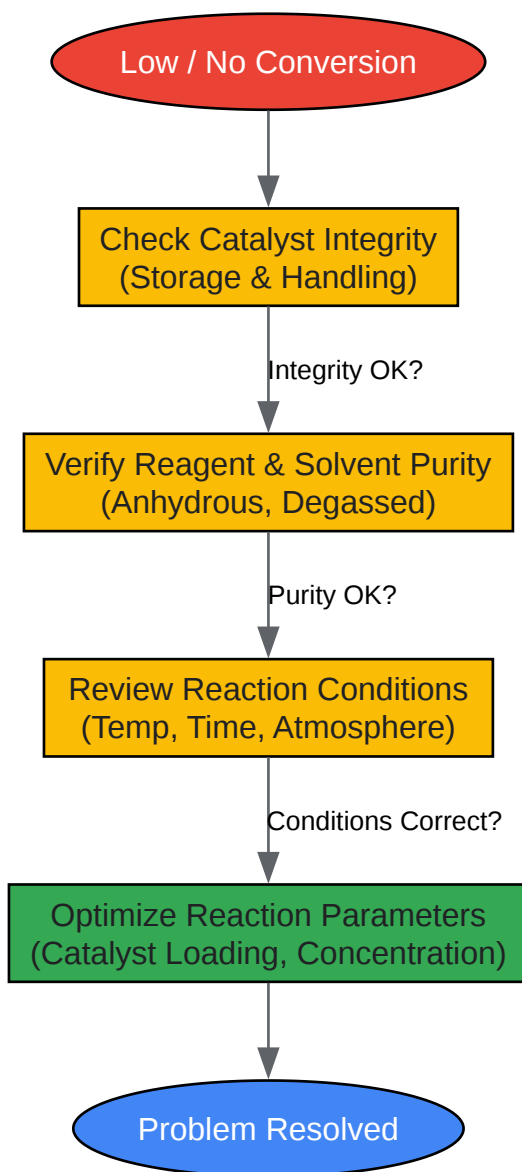 Low / No Conversion
Check Catalyst Integrity
(Storage & Handling)
Integrity OK?
Verify Reagent & Solvent Purity
(Anhydrous, Degassed)
Purity OK?
Review Reaction Conditions
(Temp, Time, Atmosphere)
Conditions Correct?
Optimize Reaction Parameters
(Catalyst Loading, Concentration)
Problem Resolved